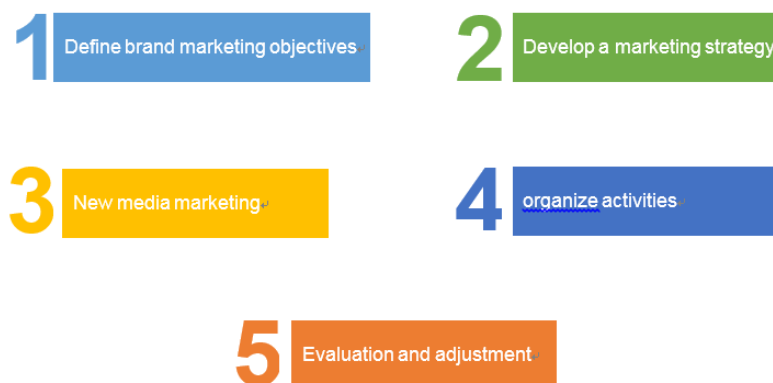 1 Define brand marketing objectives
2 Develop a marketing strategy
3 New media marketing
4 organize activities
5 Evaluation and adjustment